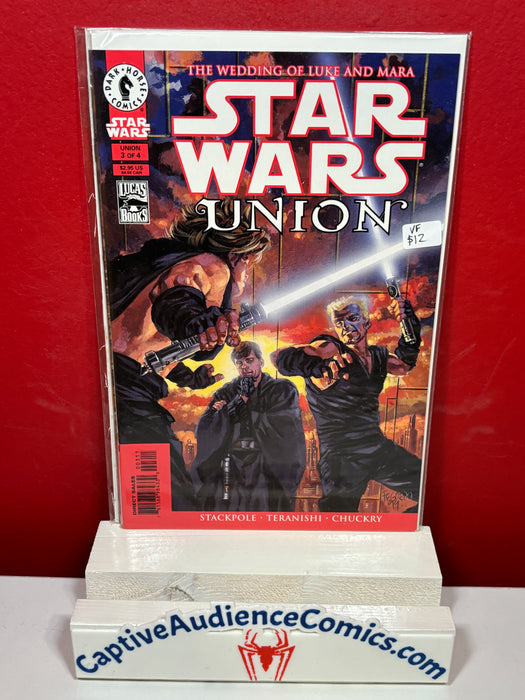 DARK HORSE COMICS
STAR WARS
UNION
3 OF 4
$2.95 US
LUCAS BOOKS
THE WEDDING OF LUKE AND MARA
STAR
WARS
UNION
VF
$12
00311
DIRECT SALES
STACKPOLE · TERANISHI · CHUCKRY
CaptiveAudienceComics.com